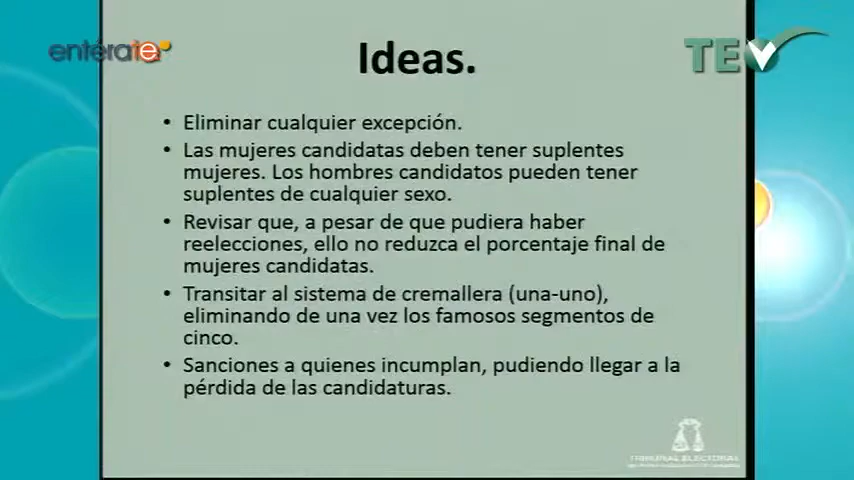 entérate
TEV
Ideas.
• Eliminar cualquier excepción.
• Las mujeres candidatas deben tener suplentes
mujeres. Los hombres candidatos pueden tener
suplentes de cualquier sexo.
• Revisar que, a pesar de que pudiera haber
reelecciones, ello no reduzca el porcentaje final de
mujeres candidatas.
• Transitar al sistema de cremallera (una-uno),
eliminando de una vez los famosos segmentos de
cinco.
• Sanciones a quienes incumplan, pudiendo llegar a la
pérdida de las candidaturas.
TRIBUNAL ELECTORAL